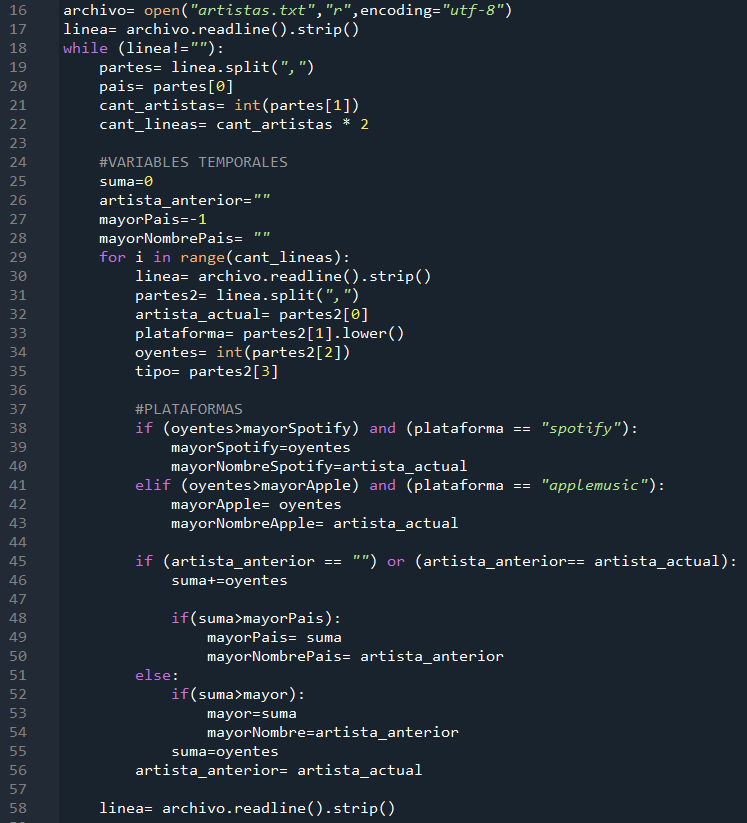 16 archivo= open("artistas.txt","r",encoding="utf-8")
17 linea= archivo.readline().strip()
18 while (linea!=""):
19     partes= linea.split(",")
20     pais= partes[0]
21     cant_artistas= int(partes[1])
22     cant_lineas= cant_artistas * 2
23
24     #VARIABLES TEMPORALES
25     suma=0
26     artista_anterior=""
27     mayorPais=-1
28     mayorNombrePais= ""
29     for i in range(cant_lineas):
30         linea= archivo.readline().strip()
31         partes2= linea.split(",")
32         artista_actual= partes2[0]
33         plataforma= partes2[1].lower()
34         oyentes= int(partes2[2])
35         tipo= partes2[3]
36
37         #PLATAFORMAS
38         if (oyentes>mayorSpotify) and (plataforma == "spotify"):
39             mayorSpotify=oyentes
40             mayorNombreSpotify=artista_actual
41         elif (oyentes>mayorApple) and (plataforma == "applemusic"):
42             mayorApple= oyentes
43             mayorNombreApple= artista_actual
44
45         if (artista_anterior == "") or (artista_anterior== artista_actual):
46             suma+=oyentes
47
48             if(suma>mayorPais):
49                 mayorPais= suma
50                 mayorNombrePais= artista_anterior
51         else:
52             if(suma>mayor):
53                 mayor=suma
54                 mayorNombre=artista_anterior
55             suma=oyentes
56         artista_anterior= artista_actual
57
58     linea= archivo.readline().strip()